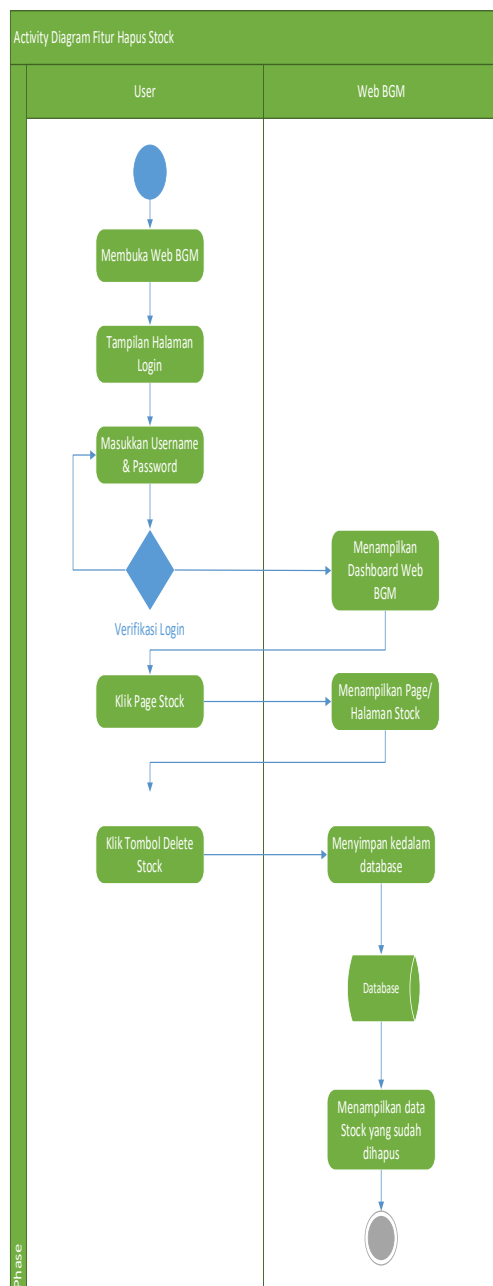 Activity Diagram Fitur Hapus Stock
User
Web BGM
Membuka Web BGM
Tampilan Halaman
Login
Masukkan Username
& Password
Verifikasi Login
Menampilkan
Dashboard Web
BGM
Klik Page Stock
Menampilkan Page/
Halaman Stock
Klik Tombol Delete
Stock
Menyimpan kedalam
database
Database
Menampilkan data
Stock yang sudah
dihapus
Phase